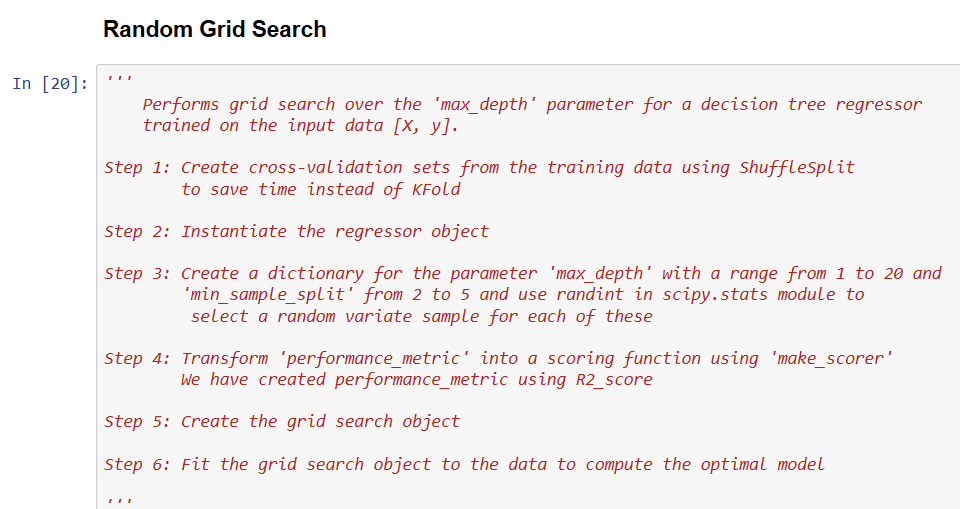 Random Grid Search
In [20]: '''
Performs grid search over the 'max_depth' parameter for a decision tree regressor
trained on the input data [X, y].
Step 1: Create cross-validation sets from the training data using ShuffleSplit
to save time instead of KFold
Step 2: Instantiate the regressor object
Step 3: Create a dictionary for the parameter 'max_depth' with a range from 1 to 20 and
'min_sample_split' from 2 to 5 and use randint in scipy.stats module to
select a random variate sample for each of these
Step 4: Transform 'performance_metric' into a scoring function using 'make_scorer'
We have created performance_metric using R2_score
Step 5: Create the grid search object
Step 6: Fit the grid search object to the data to compute the optimal model
'''